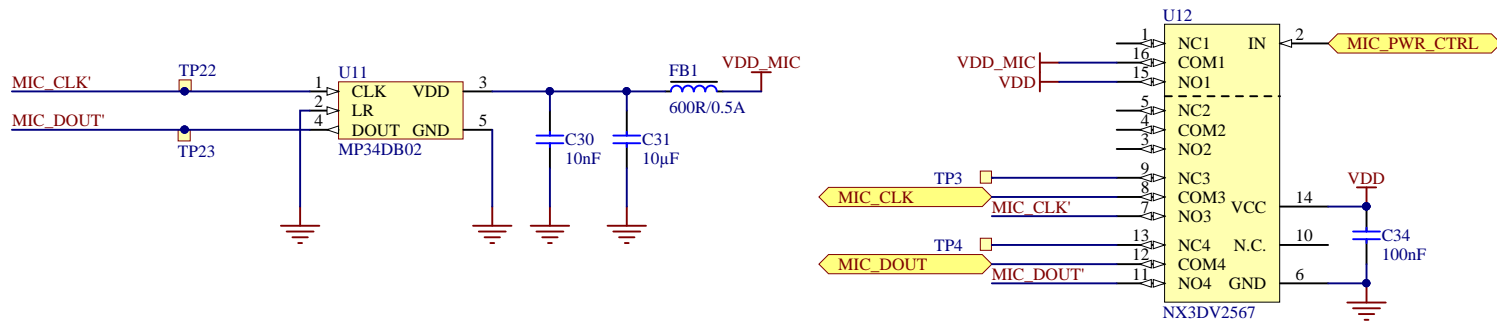 MIC_CLK'
TP22
MIC_DOUT'
TP23
U11
1
CLK
VDD
3
2
LR
4
DOUT
GND
5
MP34DB02
C30
10nF
C31
10µF
FB1
600R/0.5A
VDD_MIC
U12
1
NC1
IN
2
MIC_PWR_CTRL
VDD_MIC
16
COM1
VDD
15
NO1
5
NC2
4
COM2
3
NO2
TP3
9
NC3
MIC_CLK
8
COM3
MIC_CLK'
7
NO3
VCC
14
VDD
TP4
13
NC4
N.C.
10
C34
100nF
MIC_DOUT
12
COM4
MIC_DOUT'
11
NO4
GND
6
NX3DV2567